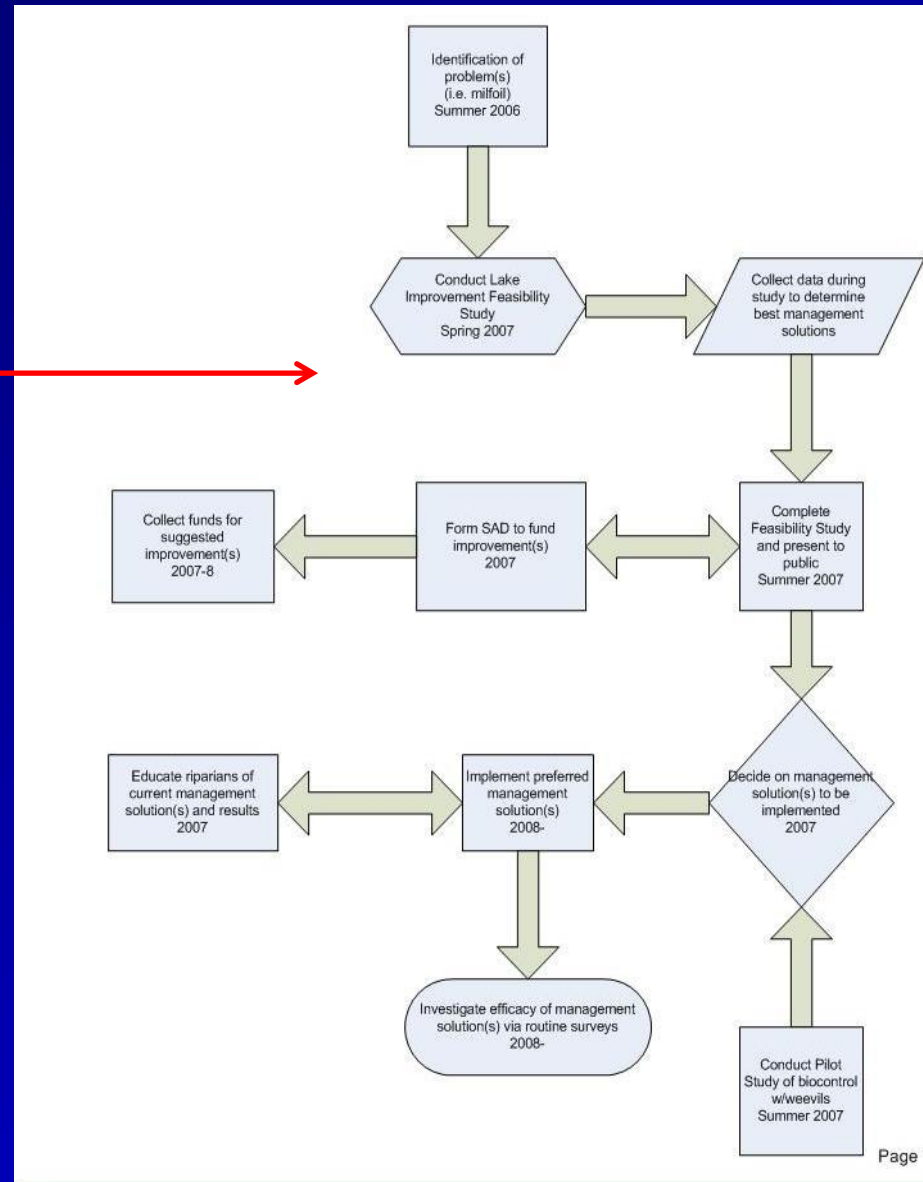 Identification of
problem(s)
(i.e. milfoil)
Summer 2006
Conduct Lake
Improvement Feasibility
Study
Spring 2007
Collect data during
study to determine
best management
solutions
Collect funds for
suggested
improvement(s)
2007-8
Form SAD to fund
improvement(s)
2007
Complete
Feasibility Study
and present to
public
Summer 2007
Educate riparians of
current management
solution(s) and results
2007
Implement preferred
management
solution(s)
2008-
Decide on management
solution(s) to be
implemented
2007
Investigate efficacy of management
solution(s) via routine surveys
2008-
Conduct Pilot
Study of biocontrol
w/weevils
Summer 2007
Page